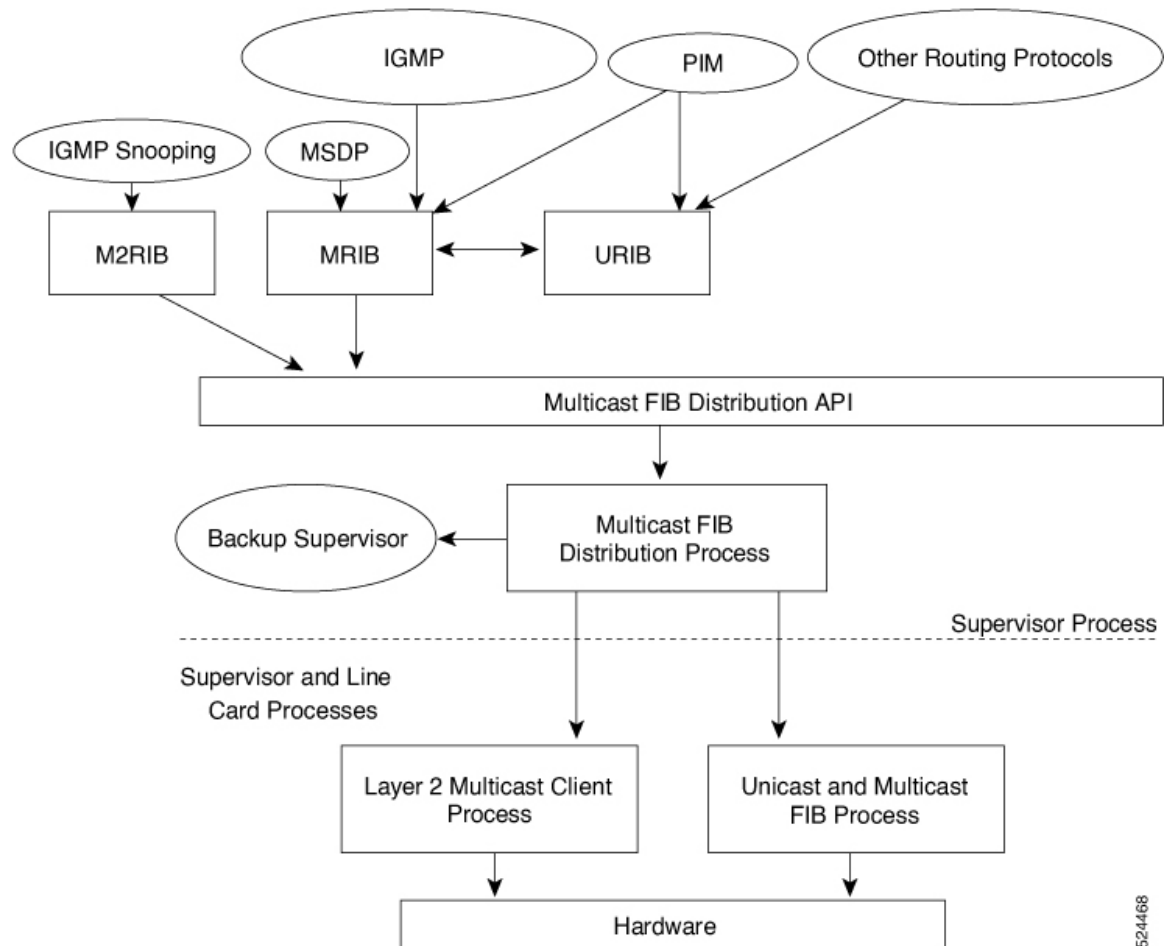 IGMP
PIM
Other Routing Protocols
IGMP Snooping
MSDP
M2RIB
MRIB
URIB
Multicast FIB Distribution API
Backup Supervisor
Multicast FIB
Distribution Process
Supervisor Process
Supervisor and Line
Card Processes
Layer 2 Multicast Client
Process
Unicast and Multicast
FIB Process
Hardware
524468